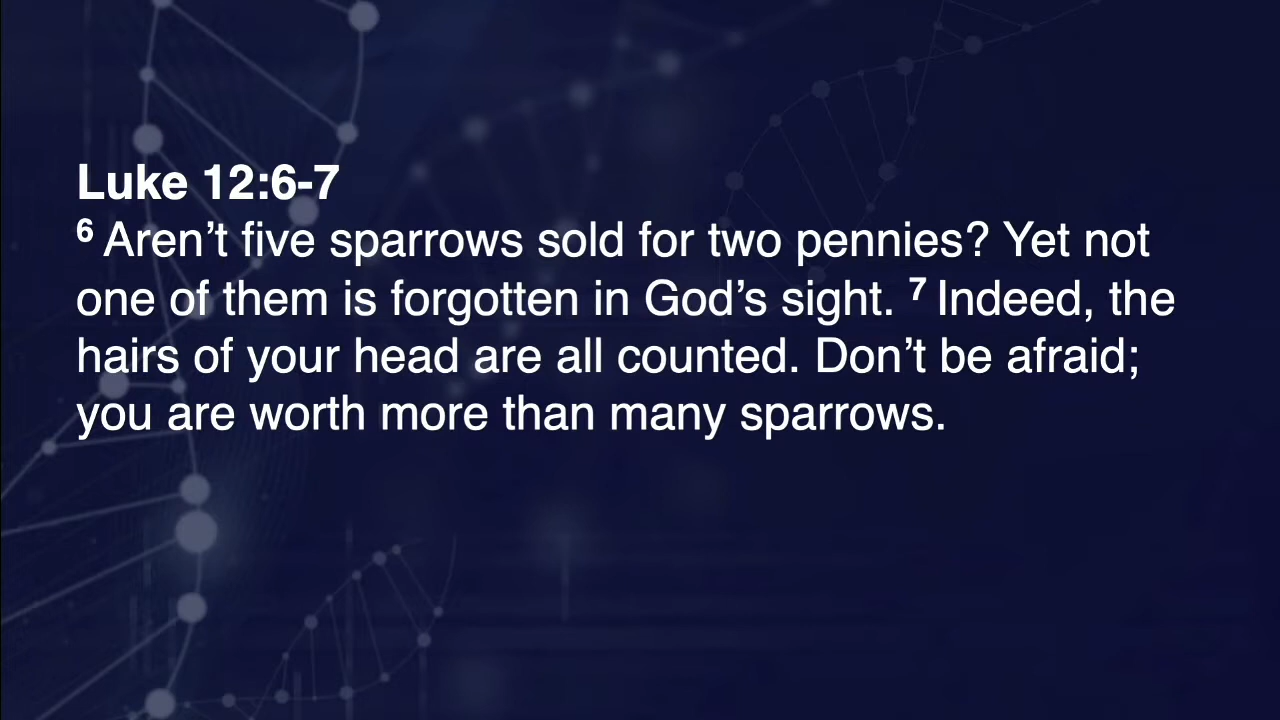 Luke 12:6-7
6 Aren’t five sparrows sold for two pennies? Yet not
one of them is forgotten in God’s sight. 7 Indeed, the
hairs of your head are all counted. Don’t be afraid;
you are worth more than many sparrows.